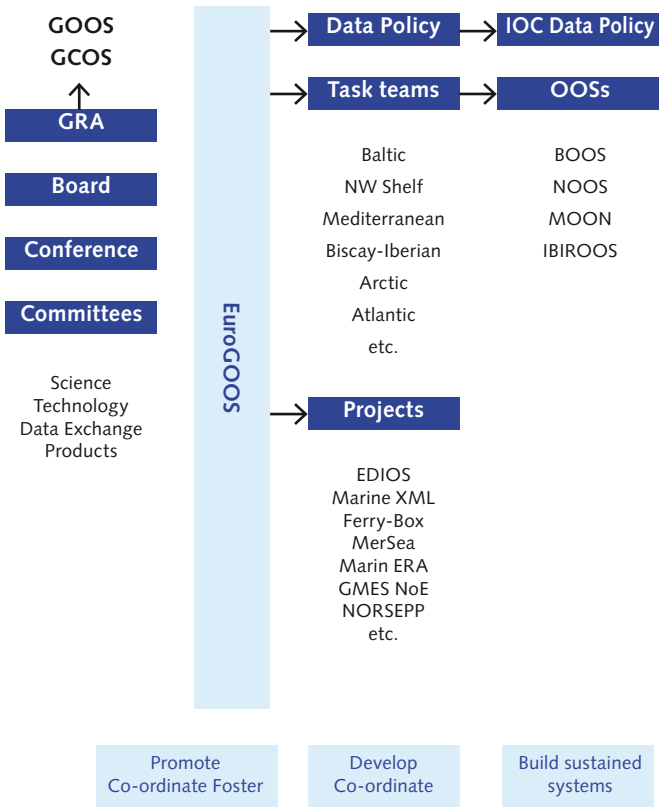 GOOS
GCOS
GRA
Board
Conference
Committees
Science
Technology
Data Exchange
Products
EuroGOOS
Data Policy
IOC Data Policy
Task teams
OOSs
Baltic
NW Shelf
Mediterranean
Biscay-Iberian
Arctic
Atlantic
etc.
BOOS
NOOS
MOON
IBIROOS
Projects
EDIOS
Marine XML
Ferry-Box
MerSea
Marin ERA
GMES NoE
NORSEPP
etc.
Promote
Co-ordinate Foster
Develop
Co-ordinate
Build sustained
systems